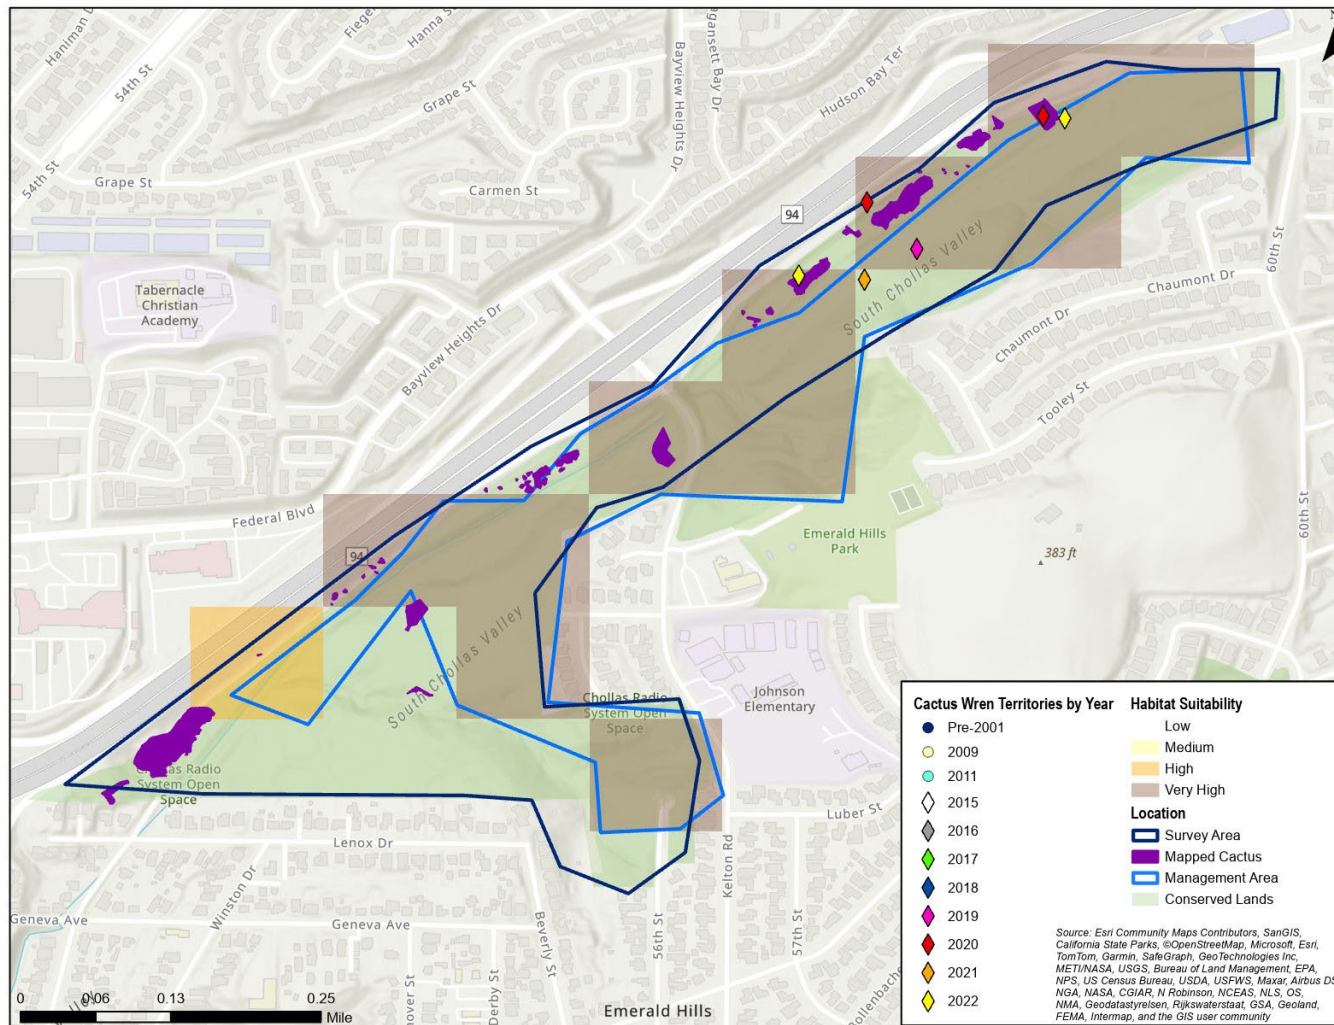 Haniman Dr
54th St
Fieger
Hanna St
Grape St
Bayview Heights Dr
Hudson Bay Ter
54th St
Grape St
Carmen St
94
60th St
Tabernacle
Christian
Academy
South Chollas Valley
Chaumont Dr
Bayview Heights Dr
Chaumont Dr
Tooley St
Federal Blvd
60th St
94
Emerald Hills
Park
383 ft
South Chollas Valley
Chollas Radio
System Open
Space
Johnson
Elementary
Chollas Radio
System Open
Space
Luber St
Lenox Dr
Winston Dr
Kelton Rd
Geneva Ave
Geneva Ave
Beverly St
56th St
57th St
Derby St
Emerald Hills
0 0.06 0.13 0.25
Mile
Cactus Wren Territories by Year
Pre-2001
2009
2011
2015
2016
2017
2018
2019
2020
2021
2022
Habitat Suitability
Low
Medium
High
Very High
Location
Survey Area
Mapped Cactus
Management Area
Conserved Lands
Source: Esri Community Maps Contributors, SanGIS,
California State Parks, ©OpenStreetMap, Microsoft, Esri,
TomTom, Garmin, SafeGraph, GeoTechnologies Inc,
METI/NASA, USGS, Bureau of Land Management, EPA,
NPS, US Census Bureau, USDA, USFWS, Maxar, Airbus DS,
NGA, NASA, CGIAR, N Robinson, NCEAS, NLS, OS,
NMA, Geodatastyrelsen, Rijkswaterstaat, GSA, Geoland,
FEMA, Intermap, and the GIS user community